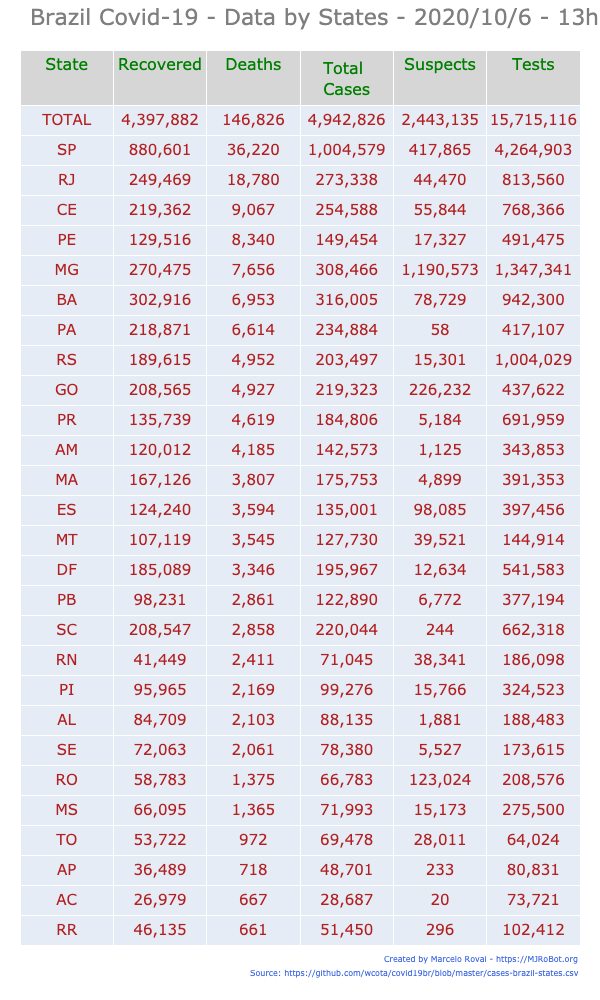 Brazil Covid-19 - Data by States - 2020/10/6 - 13h
State Recovered Deaths Total Cases Suspects Tests
TOTAL 4,397,882 146,826 4,942,826 2,443,135 15,715,116
SP 880,601 36,220 1,004,579 417,865 4,264,903
RJ 249,469 18,780 273,338 44,470 813,560
CE 219,362 9,067 254,588 55,844 768,366
PE 129,516 8,340 149,454 17,327 491,475
MG 270,475 7,656 308,466 1,190,573 1,347,341
BA 302,916 6,953 316,005 78,729 942,300
PA 218,871 6,614 234,884 58 417,107
RS 189,615 4,952 203,497 15,301 1,004,029
GO 208,565 4,927 219,323 226,232 437,622
PR 135,739 4,619 184,806 5,184 691,959
AM 120,012 4,185 142,573 1,125 343,853
MA 167,126 3,807 175,753 4,899 391,353
ES 124,240 3,594 135,001 98,085 397,456
MT 107,119 3,545 127,730 39,521 144,914
DF 185,089 3,346 195,967 12,634 541,583
PB 98,231 2,861 122,890 6,772 377,194
SC 208,547 2,858 220,044 244 662,318
RN 41,449 2,411 71,045 38,341 186,098
PI 95,965 2,169 99,276 15,766 324,523
AL 84,709 2,103 88,135 1,881 188,483
SE 72,063 2,061 78,380 5,527 173,615
RO 58,783 1,375 66,783 123,024 208,576
MS 66,095 1,365 71,993 15,173 275,500
TO 53,722 972 69,478 28,011 64,024
AP 36,489 718 48,701 233 80,831
AC 26,979 667 28,687 20 73,721
RR 46,135 661 51,450 296 102,412
Created by Marcelo Rovai - https://MJRoBot.org
Source: https://github.com/wcota/covid19br/blob/master/cases-brazil-states.csv